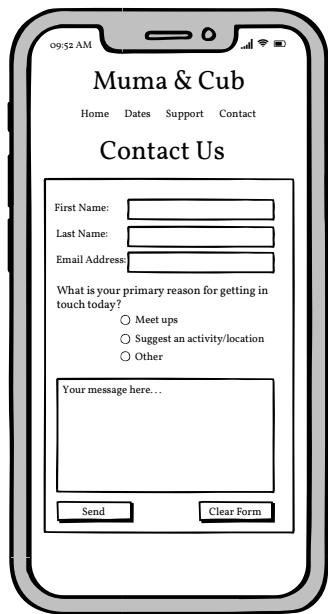 09:52 AM
Muma & Cub
Home Dates Support Contact
Contact Us
First Name:
Last Name:
Email Address:
What is your primary reason for getting in
touch today?
Meet ups
Suggest an activity/location
Other
Your message here...
Send Clear Form